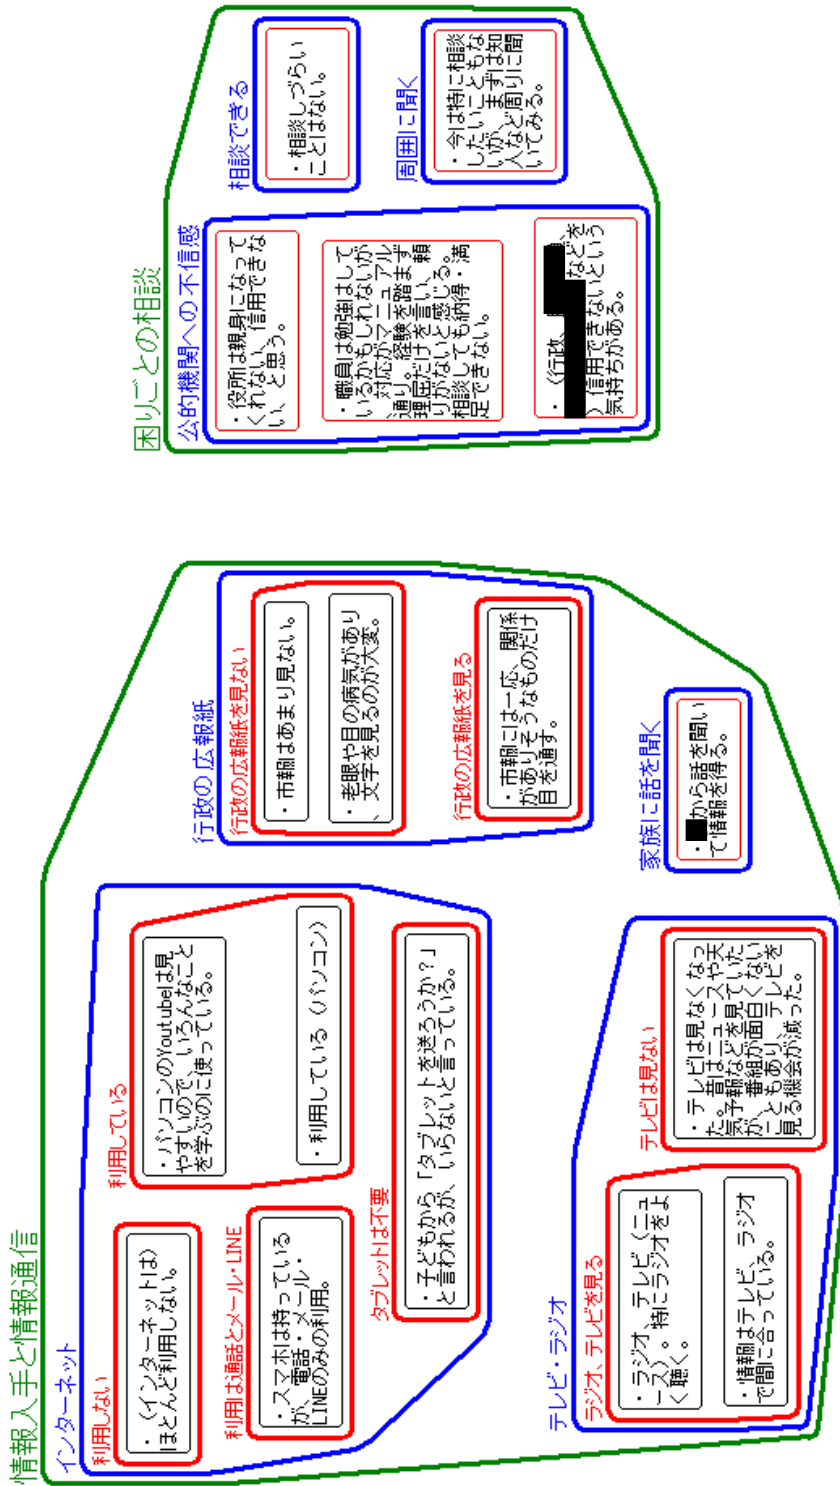 情報入手と情報通信
インターネット
利用しない
・（インターネットは）
ほとんど利用しない。
利用は通話とメール・LINE
・スマホは持っている
が、電話・メール・
LINEのみの利用。
利用している
・パソコンのYoutubeは見
やすいので、いろんなこと
を学ぶのに使っている。
・利用している（パソコン）
タブレットは不要
・子どもから「タブレットを送ろうか？」
と言われるが、いらないと言っている。
行政の広報紙
行政の広報紙を見ない
・市報はあまり見ない。
・老眼や目の病気があり
、文字を見るのが大変。
行政の広報紙を見る
・市報には一応、関係
がありそうなものだけ
目を通す。
テレビ・ラジオ
ラジオ、テレビを見る
・ラジオ、テレビ（ニュ
ース）。特にラジオをよ
く聴く。
・情報はテレビ、ラジオ
で間に合っている。
テレビは見ない
・テレビは見なくなっ
た。昔はニュースや天
気予報などを見ていた
が、番組が面白くない
こともあり、テレビを
見る機会が減った。
家族に話を聞く
・から話を聞い
て情報を得る。
困りごとの相談
公的機関への不信感
・役所は親身になって
くれない、信用できな
い、と思う。
・職員は勉強はして
いるかもしれないが
、対応がマニュアル
通り。経験を踏まず
理屈だけを言い、頼
りがないと感じる。
相談しても納得・満
足できない。
・（行政、、
などを
）信用できないという
気持ちがある。
相談できる
・相談しづらい
ことはない。
周囲に聞く
・今は特に相談
したいこともな
いが、まずは知
人など周りに聞
いてみる。